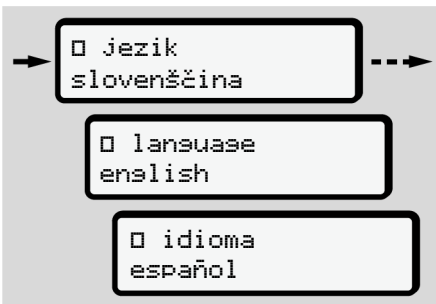 □ jezik
slovenščina
□ language
english
□ idioma
español